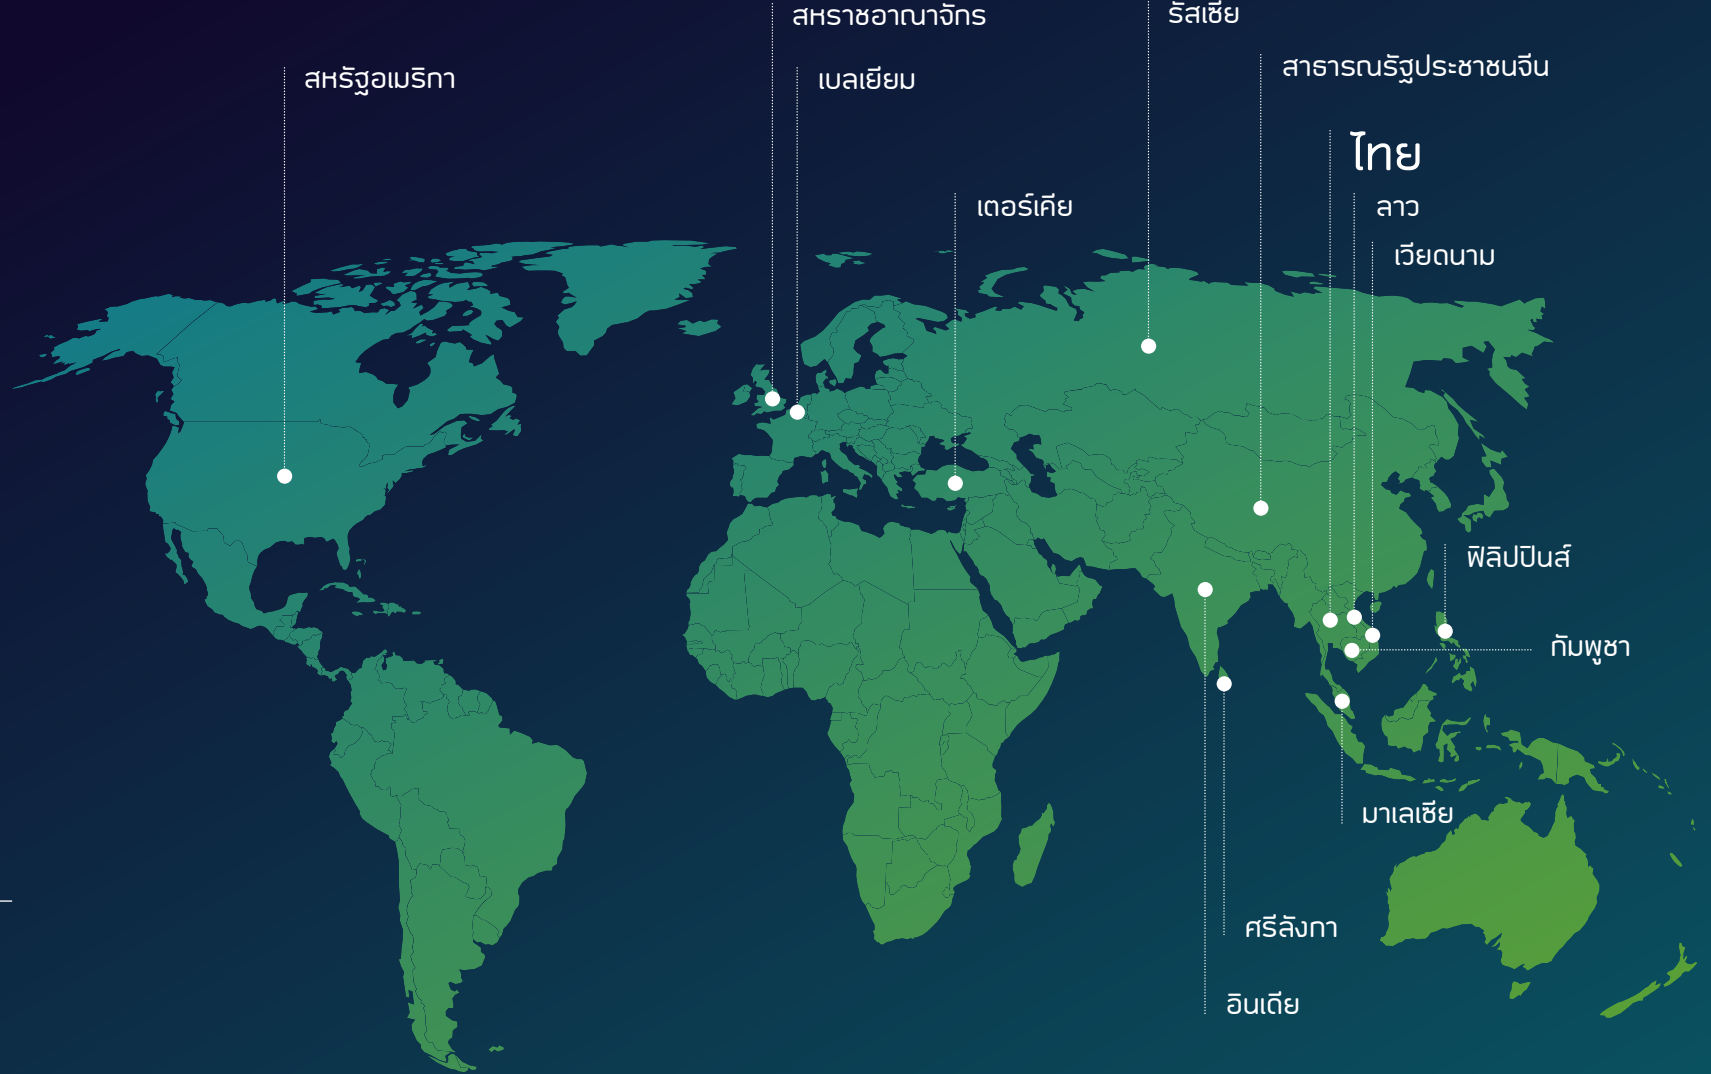 สหราชอาณาจักร
รัสเซีย
สหรัฐอเมริกา
เบลเยียม
สาธารณรัฐประชาชนจีน
ไทย
เตอร์เคีย
ลาว
เวียดนาม
ฟิลิปปินส์
กัมพูชา
มาเลเซีย
ศรีลังกา
อินเดีย